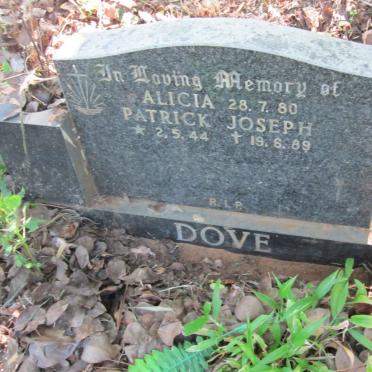 In Loving Memory of
ALICIA 28.7.80
PATRICK JOSEPH
* 2.5.44 ✝ 19.6.89
R.I.P.
DOVE